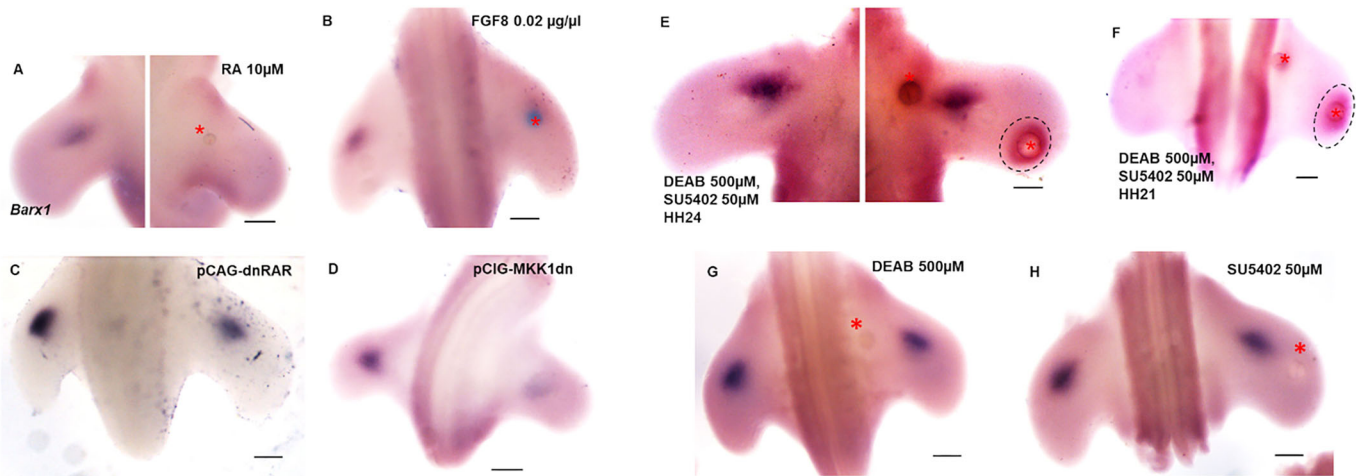 A
RA 10µM
Barx1
B
FGF8 0.02 µg/µl
E
DEAB 500µM,
SU5402 50µM
HH24
F
DEAB 500µM,
SU5402 50µM
HH21
C
pCAG-dnRAR
D
pCIG-MKK1dn
G
DEAB 500µM
H
SU5402 50µM